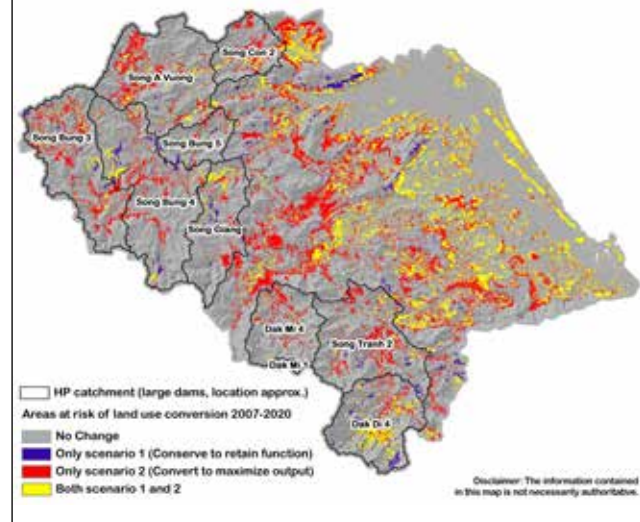 Song Con 2
Song A Vuong
Song Bung 3
Song Bung 5
Song Bung 4
Song Giang
Dak Mi 4
Dak Mi 1
Song Tranh 2
Dak Di 4
HP catchment (large dams, location approx.)
Areas at risk of land use conversion 2007-2020
No Change
Only scenario 1 (Conserve to retain function)
Only scenario 2 (Convert to maximize output)
Both scenario 1 and 2
Disclaimer: The information contained
in this map is not necessarily authoritative.